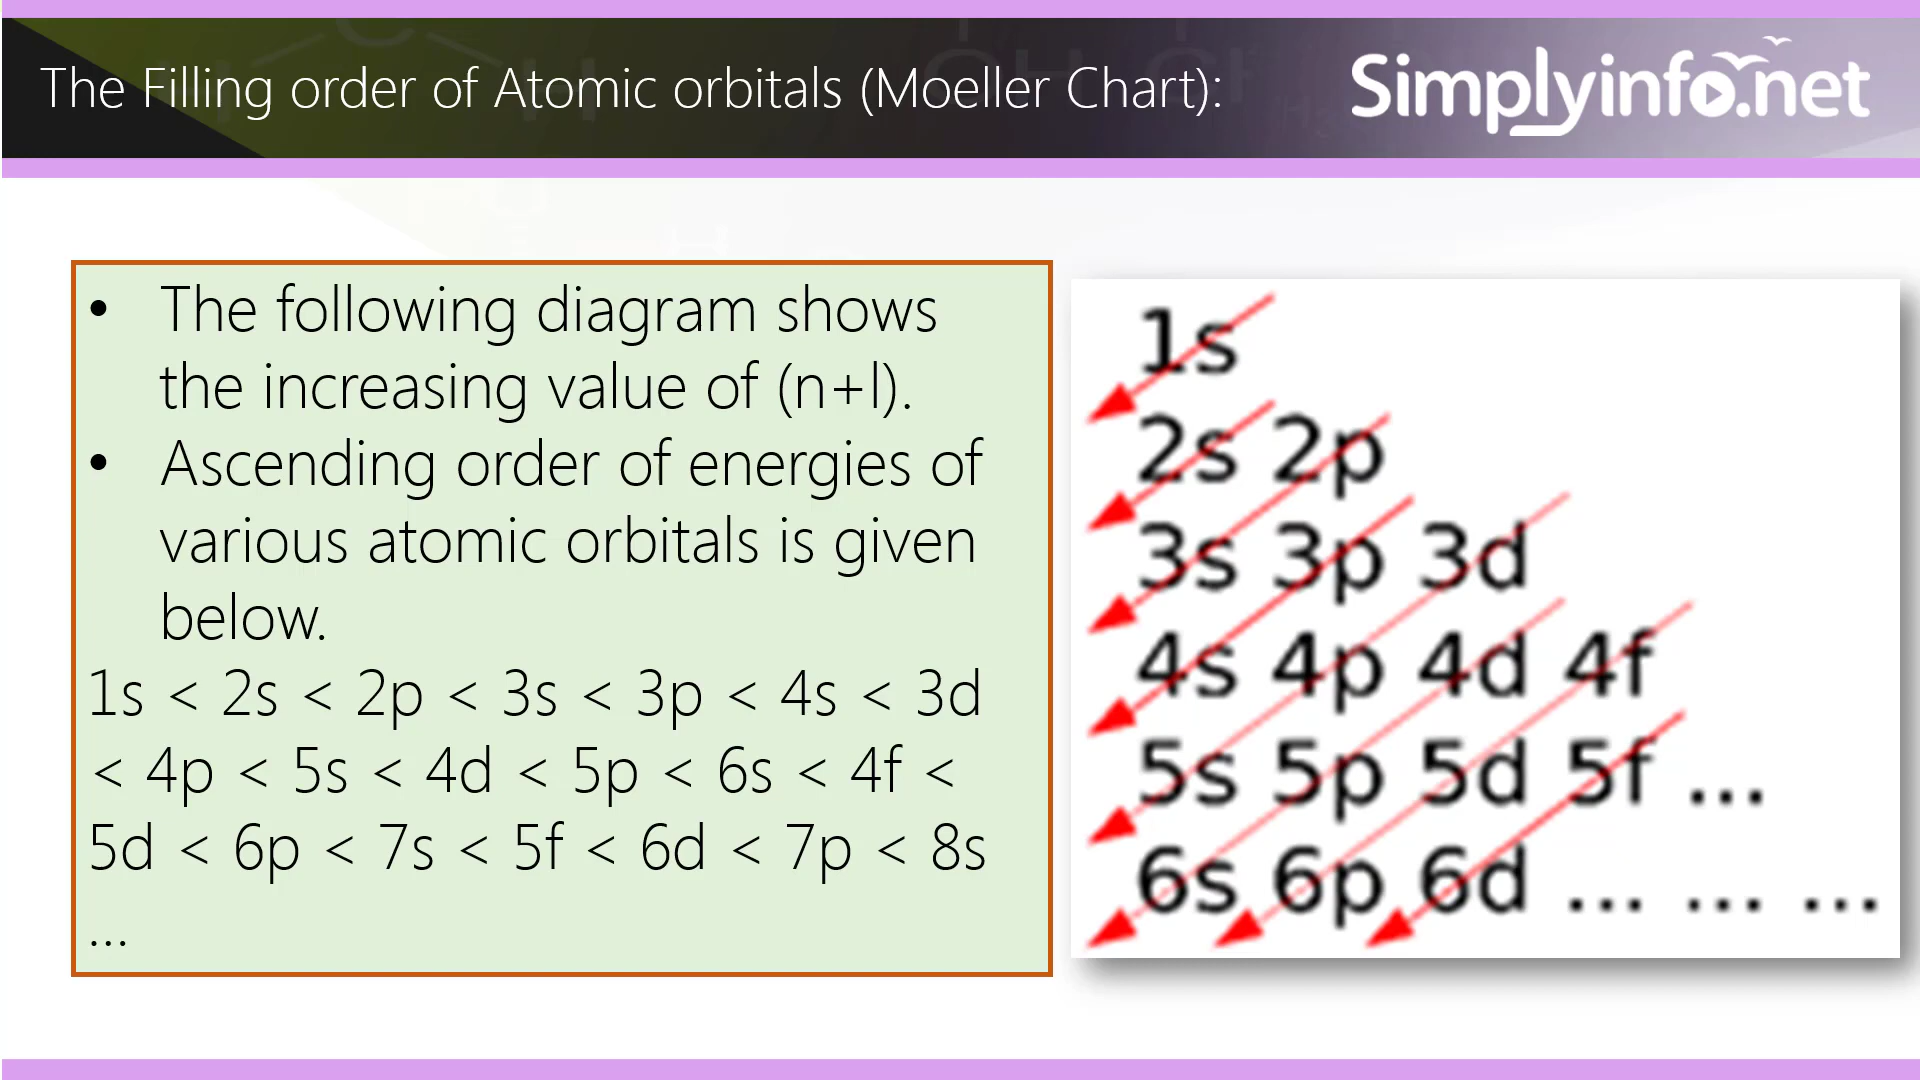 The Filling order of Atomic orbitals (Moeller Chart):
Simplyinfo.net
• The following diagram shows
the increasing value of (n+l).
• Ascending order of energies of
various atomic orbitals is given
below.
1s < 2s < 2p < 3s < 3p < 4s < 3d
< 4p < 5s < 4d < 5p < 6s < 4f <
5d < 6p < 7s < 5f < 6d < 7p < 8s
...
1s
2s 2p
3s 3p 3d
4s 4p 4d 4f
5s 5p 5d 5f ...
6s 6p 6d ... ... ...